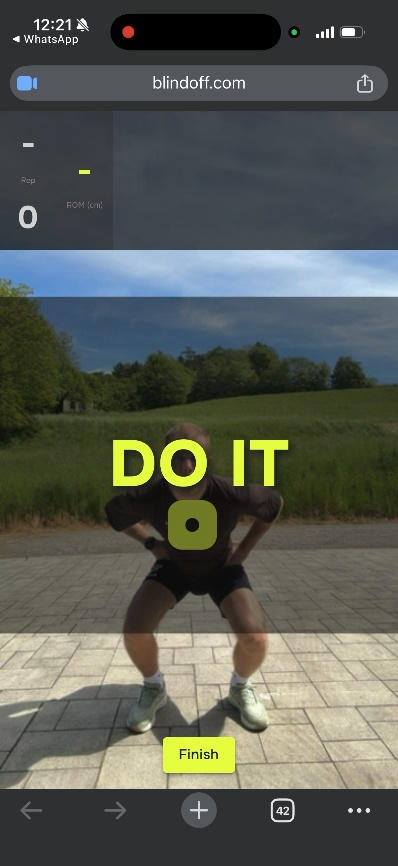 12:21
WhatsApp
blindoff.com
-
Rep
-
ROM (cm)
0
DO IT
Finish
42